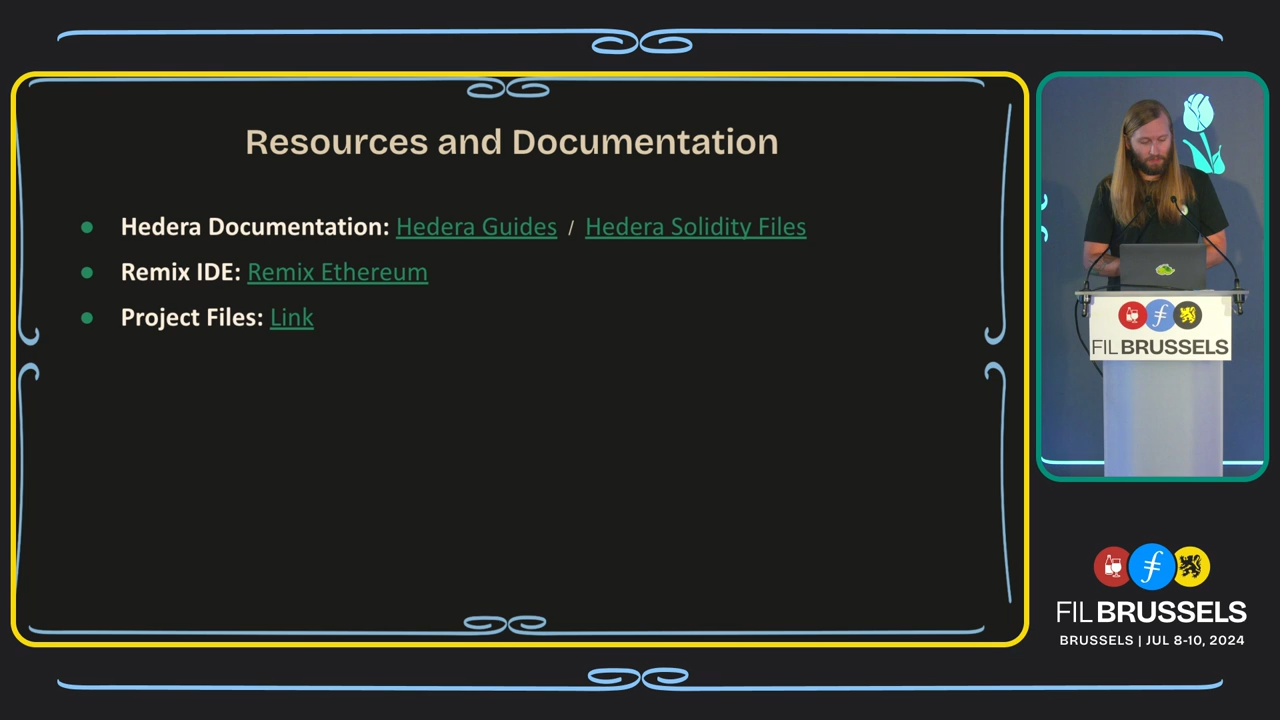 Resources and Documentation
Hedera Documentation: Hedera Guides / Hedera Solidity Files
Remix IDE: Remix Ethereum
Project Files: Link
FIL BRUSSELS
FIL BRUSSELS
BRUSSELS | JUL 8-10, 2024